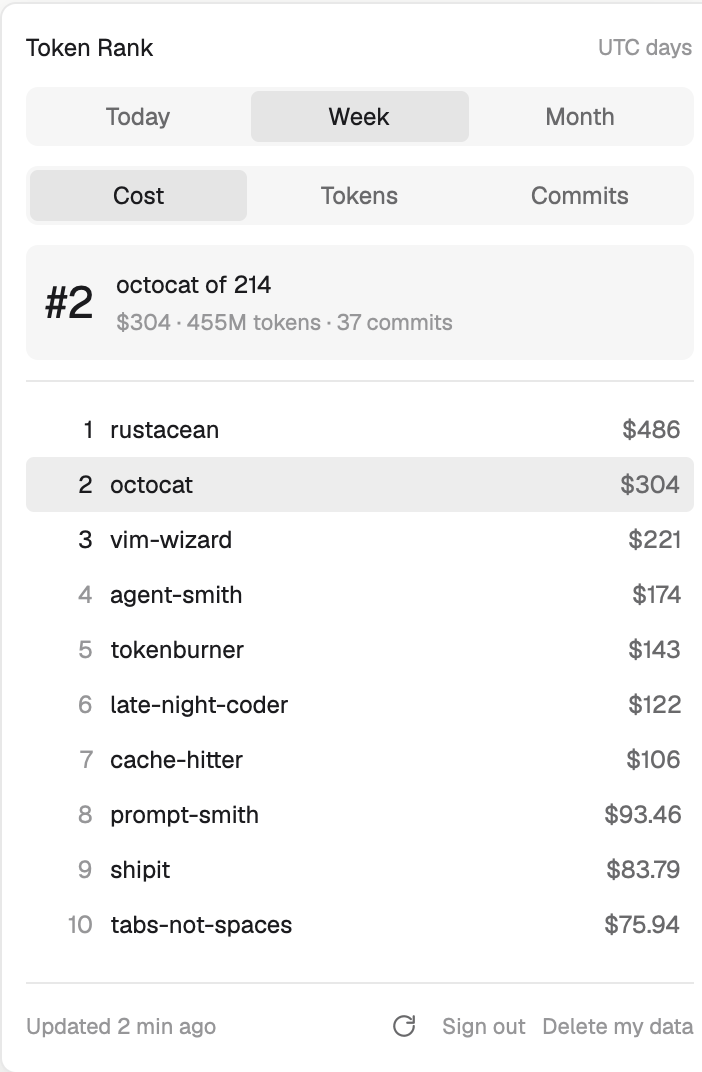 Token Rank UTC days
Today Week Month
Cost Tokens Commits
#2 octocat of 214
$304 · 455M tokens · 37 commits
1 rustacean $486
2 octocat $304
3 vim-wizard $221
4 agent-smith $174
5 tokenburner $143
6 late-night-coder $122
7 cache-hitter $106
8 prompt-smith $93.46
9 shipit $83.79
10 tabs-not-spaces $75.94
Updated 2 min ago Sign out Delete my data